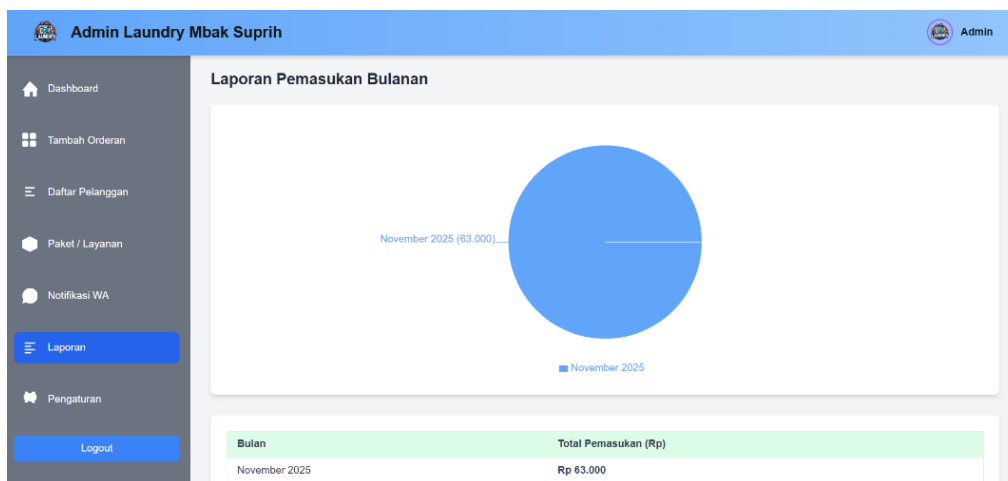 Admin Laundry Mbak Suprih
Admin
Dashboard
Tambah Orderan
Daftar Pelanggan
Paket / Layanan
Notifikasi WA
Laporan
Pengaturan
Logout
Laporan Pemasukan Bulanan
November 2025 (63.000)
November 2025
Bulan Total Pemasukan (Rp)
November 2025 Rp 63.000